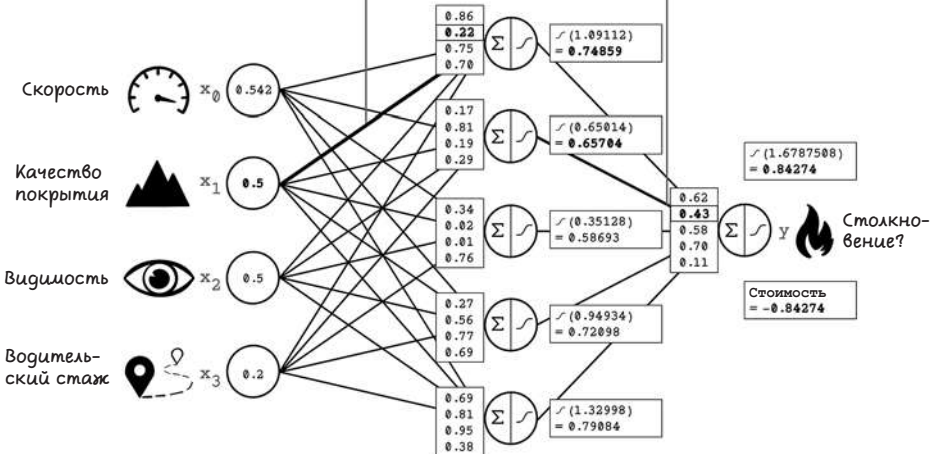 Скорость
x0
0.542
Качество
покрытия
x1
0.5
Видимость
x2
0.5
Водитель-
ский стаж
x3
0.2
0.86
0.22
0.75
0.70
Σ
(1.09112)
= 0.74859
0.17
0.81
0.19
0.29
Σ
(0.65014)
= 0.65704
0.34
0.02
0.01
0.76
Σ
(0.35128)
= 0.58693
0.27
0.56
0.77
0.69
Σ
(0.94934)
= 0.72098
0.69
0.81
0.95
0.38
Σ
(1.32998)
= 0.79084
0.62
0.43
0.58
0.70
0.11
Σ
(1.6787508)
= 0.84274
y
Столкно-
вение?
Стоимость
= -0.84274